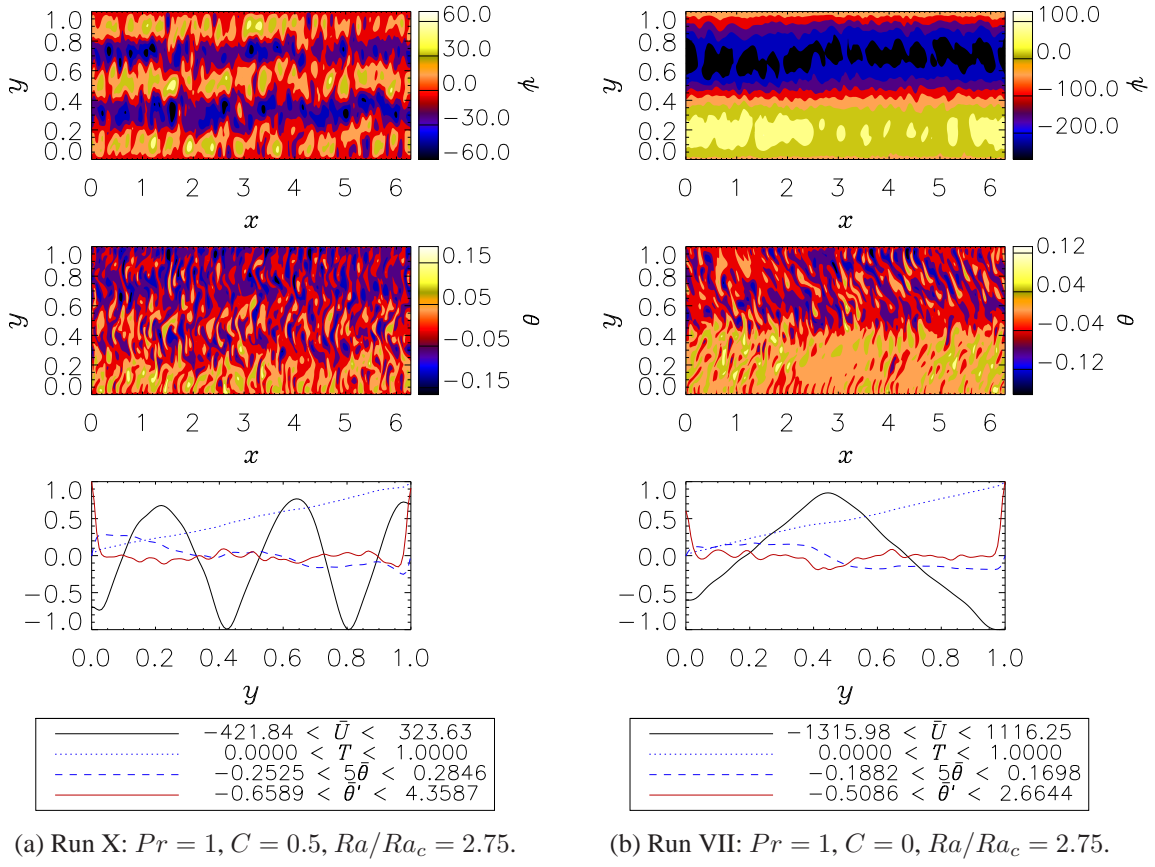 1.0
0.8
0.6
0.4
0.2
0.0
y
0 1 2 3 4 5 6
x
60.0
30.0
0.0
−30.0
−60.0
ψ
1.0
0.8
0.6
0.4
0.2
0.0
y
0 1 2 3 4 5 6
x
100.0
0.0
−100.0
−200.0
ψ
1.0
0.8
0.6
0.4
0.2
0.0
y
0 1 2 3 4 5 6
x
0.15
0.05
−0.05
−0.15
θ
1.0
0.8
0.6
0.4
0.2
0.0
y
0 1 2 3 4 5 6
x
0.12
0.04
−0.04
−0.12
θ
1.0
0.5
0.0
−0.5
−1.0
0.0 0.2 0.4 0.6 0.8 1.0
y
1.0
0.5
0.0
−0.5
−1.0
0.0 0.2 0.4 0.6 0.8 1.0
y
−421.84 < Ū < 323.63
0.0000 < T < 1.0000
−0.2525 < 5θ̄ < 0.2846
−0.6589 < θ̄' < 4.3587
−1315.98 < Ū < 1116.25
0.0000 < T < 1.0000
−0.1882 < 5θ̄ < 0.1698
−0.5086 < θ̄' < 2.6644
(a) Run X: Pr = 1, C = 0.5, Ra/Ra_c = 2.75.
(b) Run VII: Pr = 1, C = 0, Ra/Ra_c = 2.75.